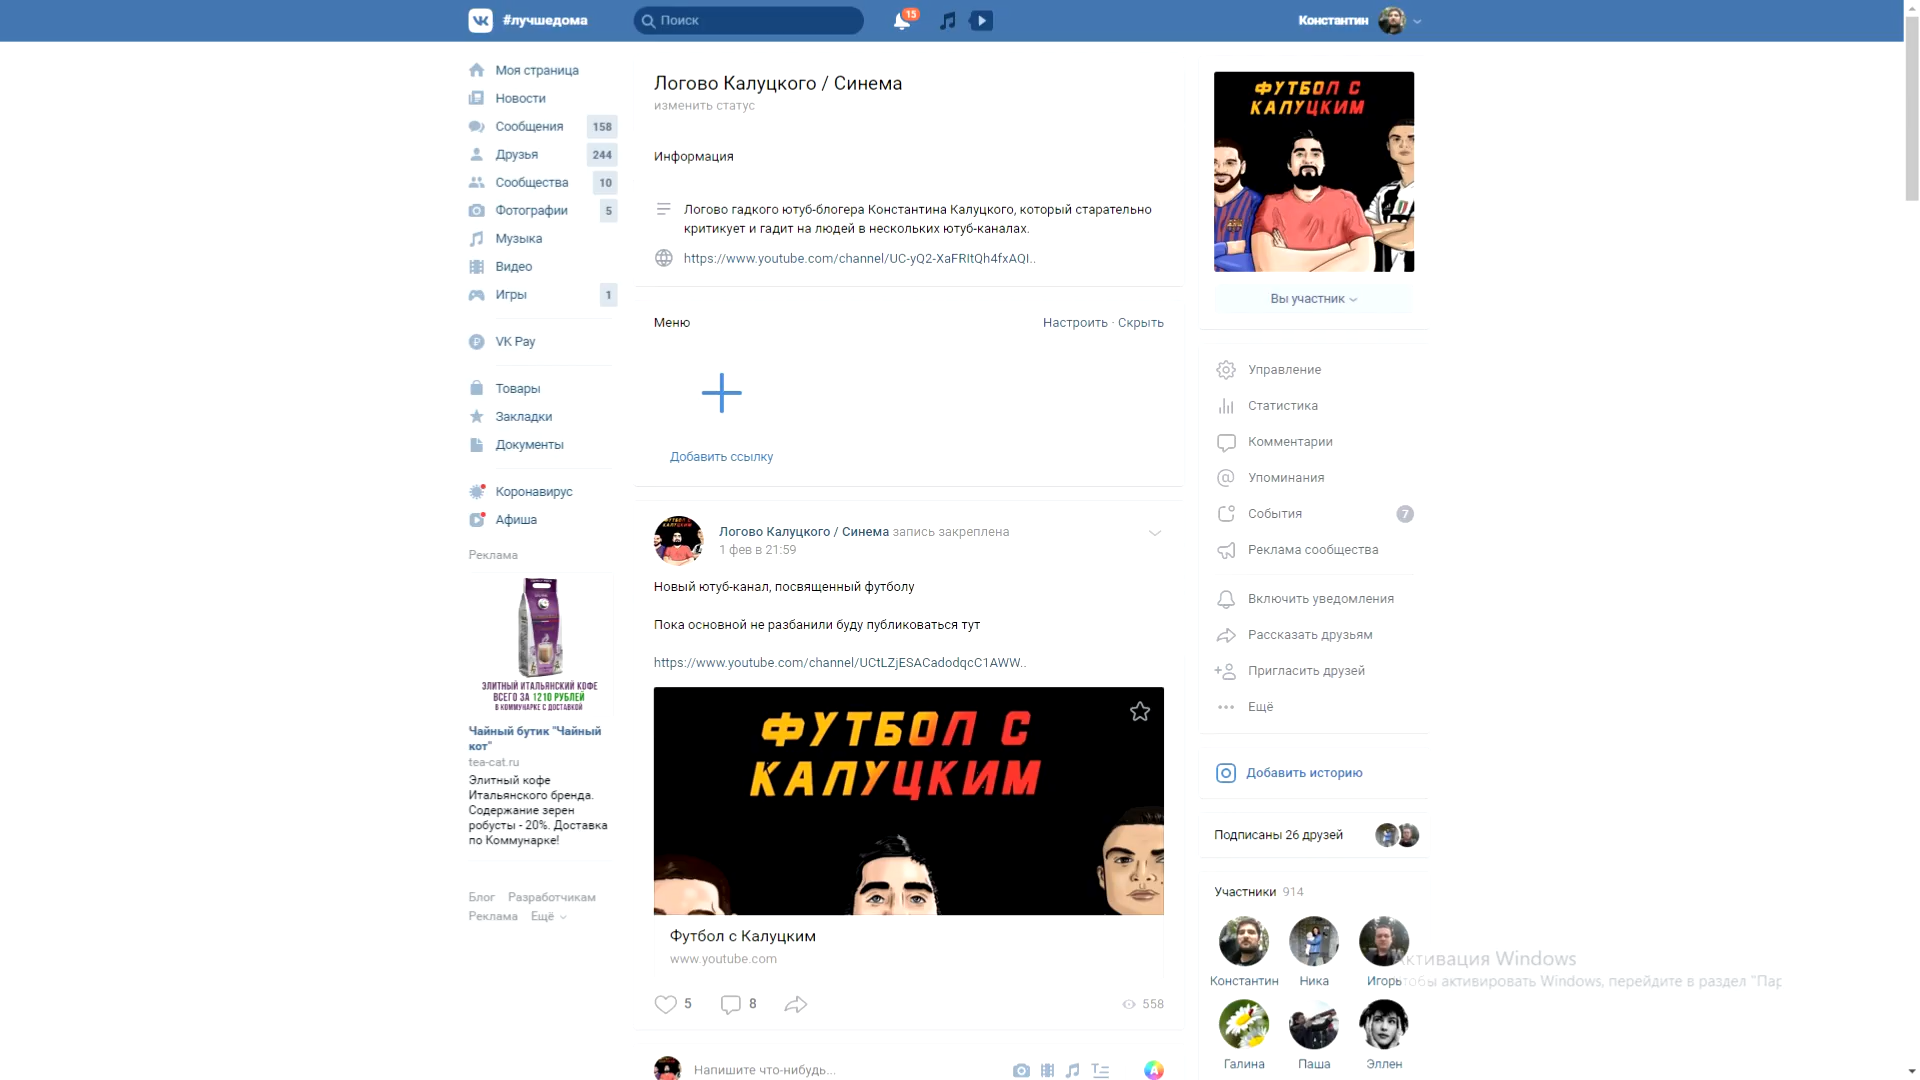 #лучшедома
Поиск
15
Константин
Моя страница
Новости
Сообщения 158
Друзья 244
Сообщества 10
Фотографии 5
Музыка
Видео
Игры 1
VK Pay
Товары
Закладки
Документы
Коронавирус
Афиша
Реклама
ЭЛИТНЫЙ ИТАЛЬЯНСКИЙ КОФЕ
ВСЕГО ЗА 1210 РУБЛЕЙ
В КОММУНАРКЕ С ДОСТАВКОЙ
Чайный бутик "Чайный
кот"
tea-cat.ru
Элитный кофе
Итальянского бренда.
Содержание зерен
робусты - 20%. Доставка
по Коммунарке!
Блог Разработчикам
Реклама Ещё
Логово Калуцкого / Синема
изменить статус
Информация
Логово гадкого ютуб-блогера Константина Калуцкого, который старательно
критикует и гадит на людей в нескольких ютуб-каналах.
https://www.youtube.com/channel/UC-yQ2-XaFRItQh4fxAQI..
Меню
Настроить · Скрыть
Добавить ссылку
Логово Калуцкого / Синема запись закреплена
1 фев в 21:59
Новый ютуб-канал, посвященный футболу
Пока основной не разбанили буду публиковаться тут
https://www.youtube.com/channel/UCtLZjESACadodqcC1AWW..
ФУТБОЛ С
КАЛУЦКИМ
Футбол с Калуцким
www.youtube.com
5 8 558
Напишите что-нибудь...
ФУТБОЛ С
КАЛУЦКИМ
Вы участник
Управление
Статистика
Комментарии
Упоминания
События 7
Реклама сообщества
Включить уведомления
Рассказать друзьям
Пригласить друзей
Ещё
Добавить историю
Подписаны 26 друзей
Участники 914
Константин Ника Игорь
Галина Паша Эллен
Активация Windows
Чтобы активировать Windows, перейдите в раздел "Пар